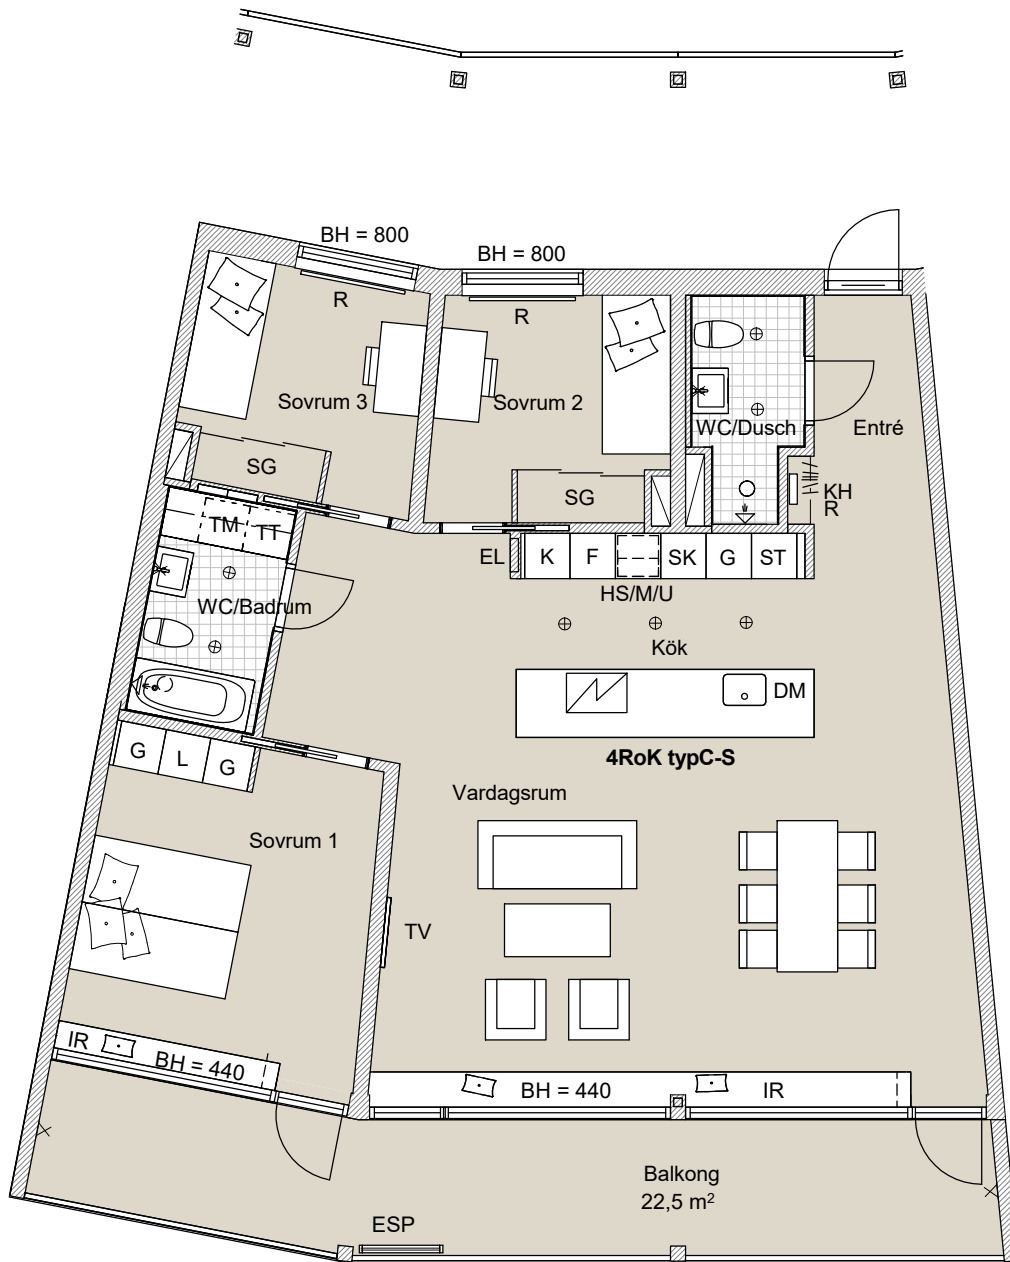 BH = 800
BH = 800
R
R
Sovrum 3
Sovrum 2
WC/Dusch
Entré
SG
SG
KH
R
TM
TT
EL
K
F
SK
G
ST
HS/M/U
WC/Badrum
Kök
DM
G
L
G
4RoK typC-S
Vardagsrum
Sovrum 1
TV
IR
BH = 440
BH = 440
IR
Balkong
22,5 m²
ESP